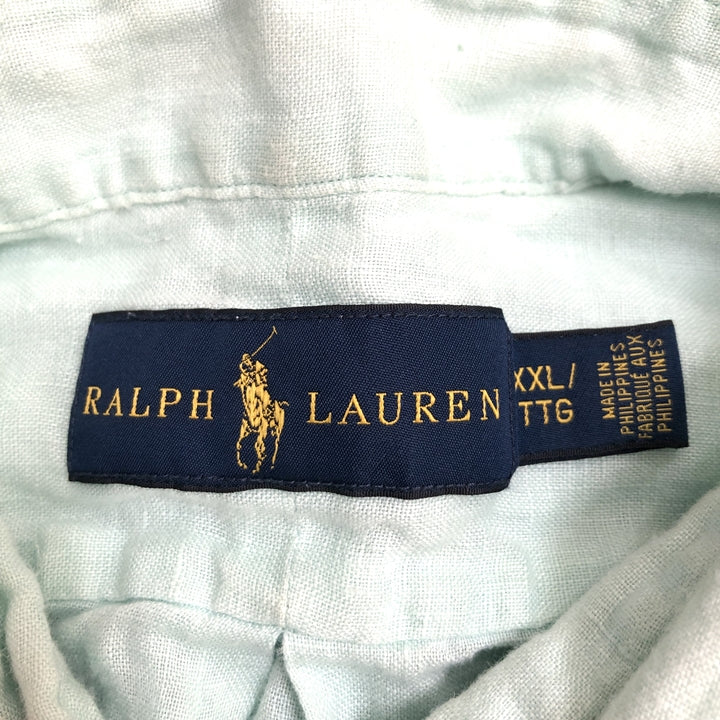 RALPH LAUREN
XXL/
TTG
MADE IN
PHILIPPINES
FABRIQUÉ AUX
PHILIPPINES